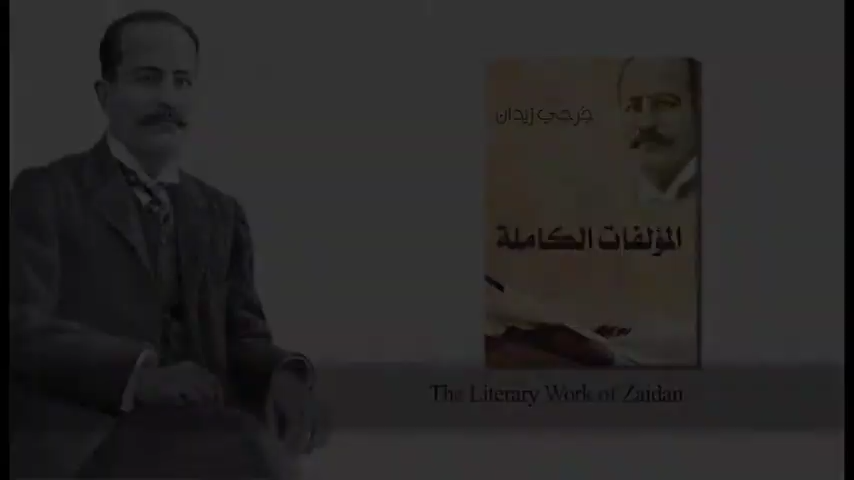 جرجي زيدان
المؤلفات الكاملة
The Literary Work of Zaidan